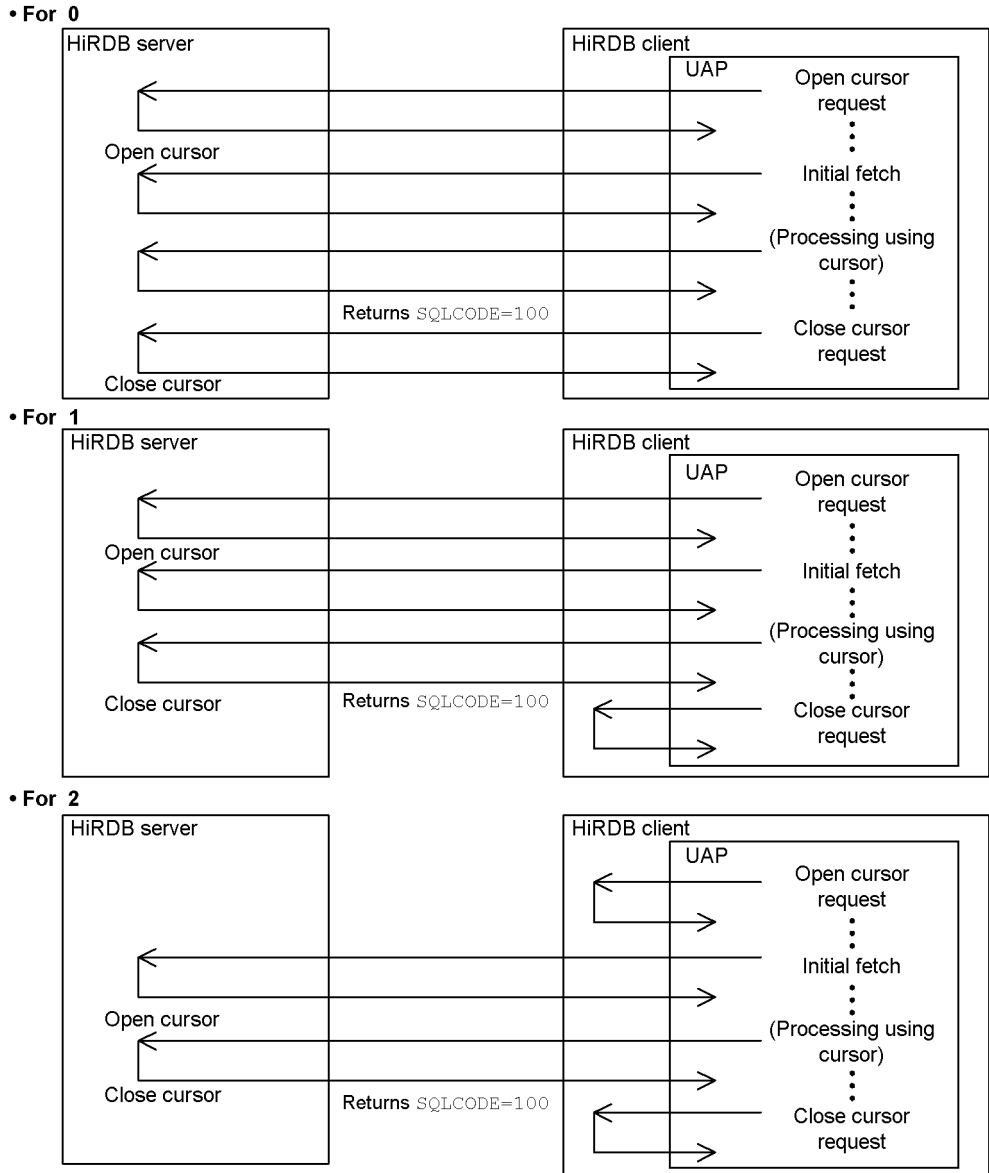 • For 0
HiRDB server
HiRDB client
UAP
Open cursor
request
Open cursor
Initial fetch
(Processing using
cursor)
Returns SQLCODE=100
Close cursor
request
Close cursor
• For 1
HiRDB server
HiRDB client
UAP
Open cursor
request
Open cursor
Initial fetch
(Processing using
cursor)
Close cursor
Returns SQLCODE=100
Close cursor
request
• For 2
HiRDB server
HiRDB client
UAP
Open cursor
request
Initial fetch
Open cursor
(Processing using
cursor)
Close cursor
Returns SQLCODE=100
Close cursor
request